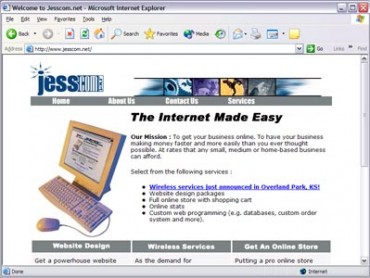 Welcome to Jesscom.net - Microsoft Internet Explorer
File Edit View Favorites Tools Help
Back Search Favorites Media
Address http://www.jesscom.net/ Go Links
jesscom.net
Home About Us Contact Us Services
The Internet Made Easy
Our Mission : To get your business online. To have your business
making money faster and more easily than you ever thought
possible. At rates that any small, medium or home-based business
can afford.
Select from the following services :
Wireless services just announced in Overland Park, KS!
Website design packages
Full online store with shopping cart
Online stats
Custom web programming (e.g. databases, custom order
system and more).
Website Design Wireless Services Get An Online Store
Get a powerhouse website As the demand for Putting a pro online store
Done Internet